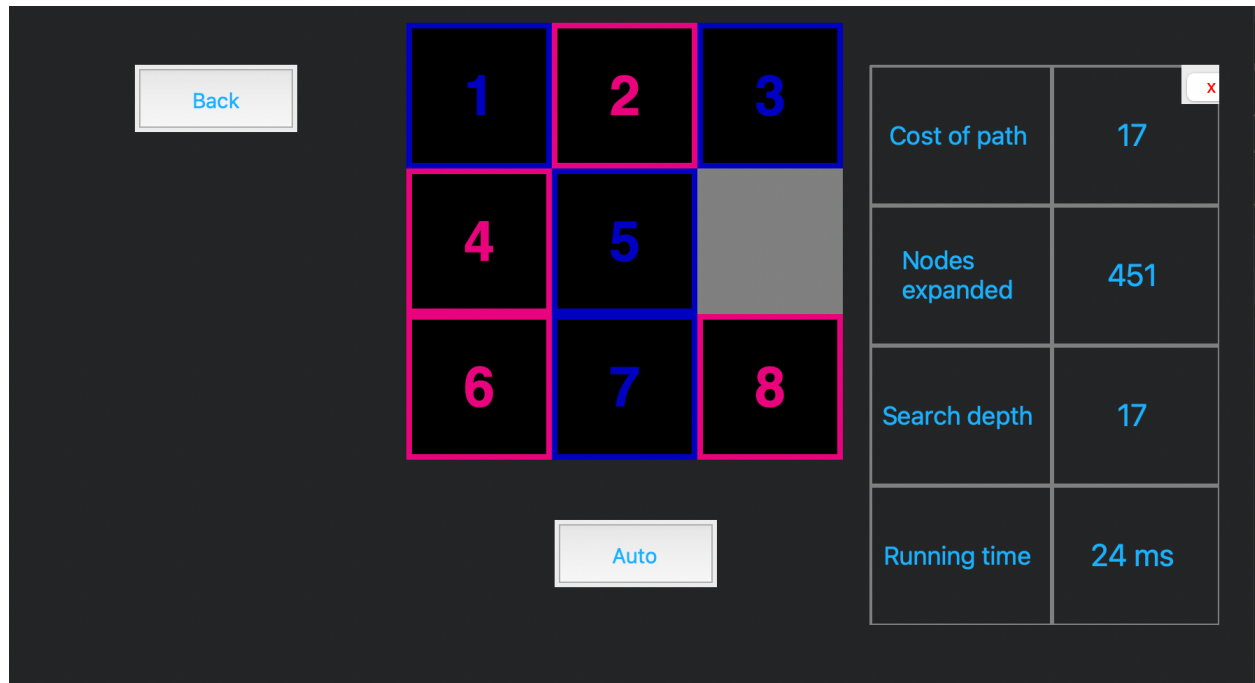 Back
1 2 3
4 5
6 7 8
Auto
x
Cost of path 17
Nodes
expanded 451
Search depth 17
Running time 24 ms